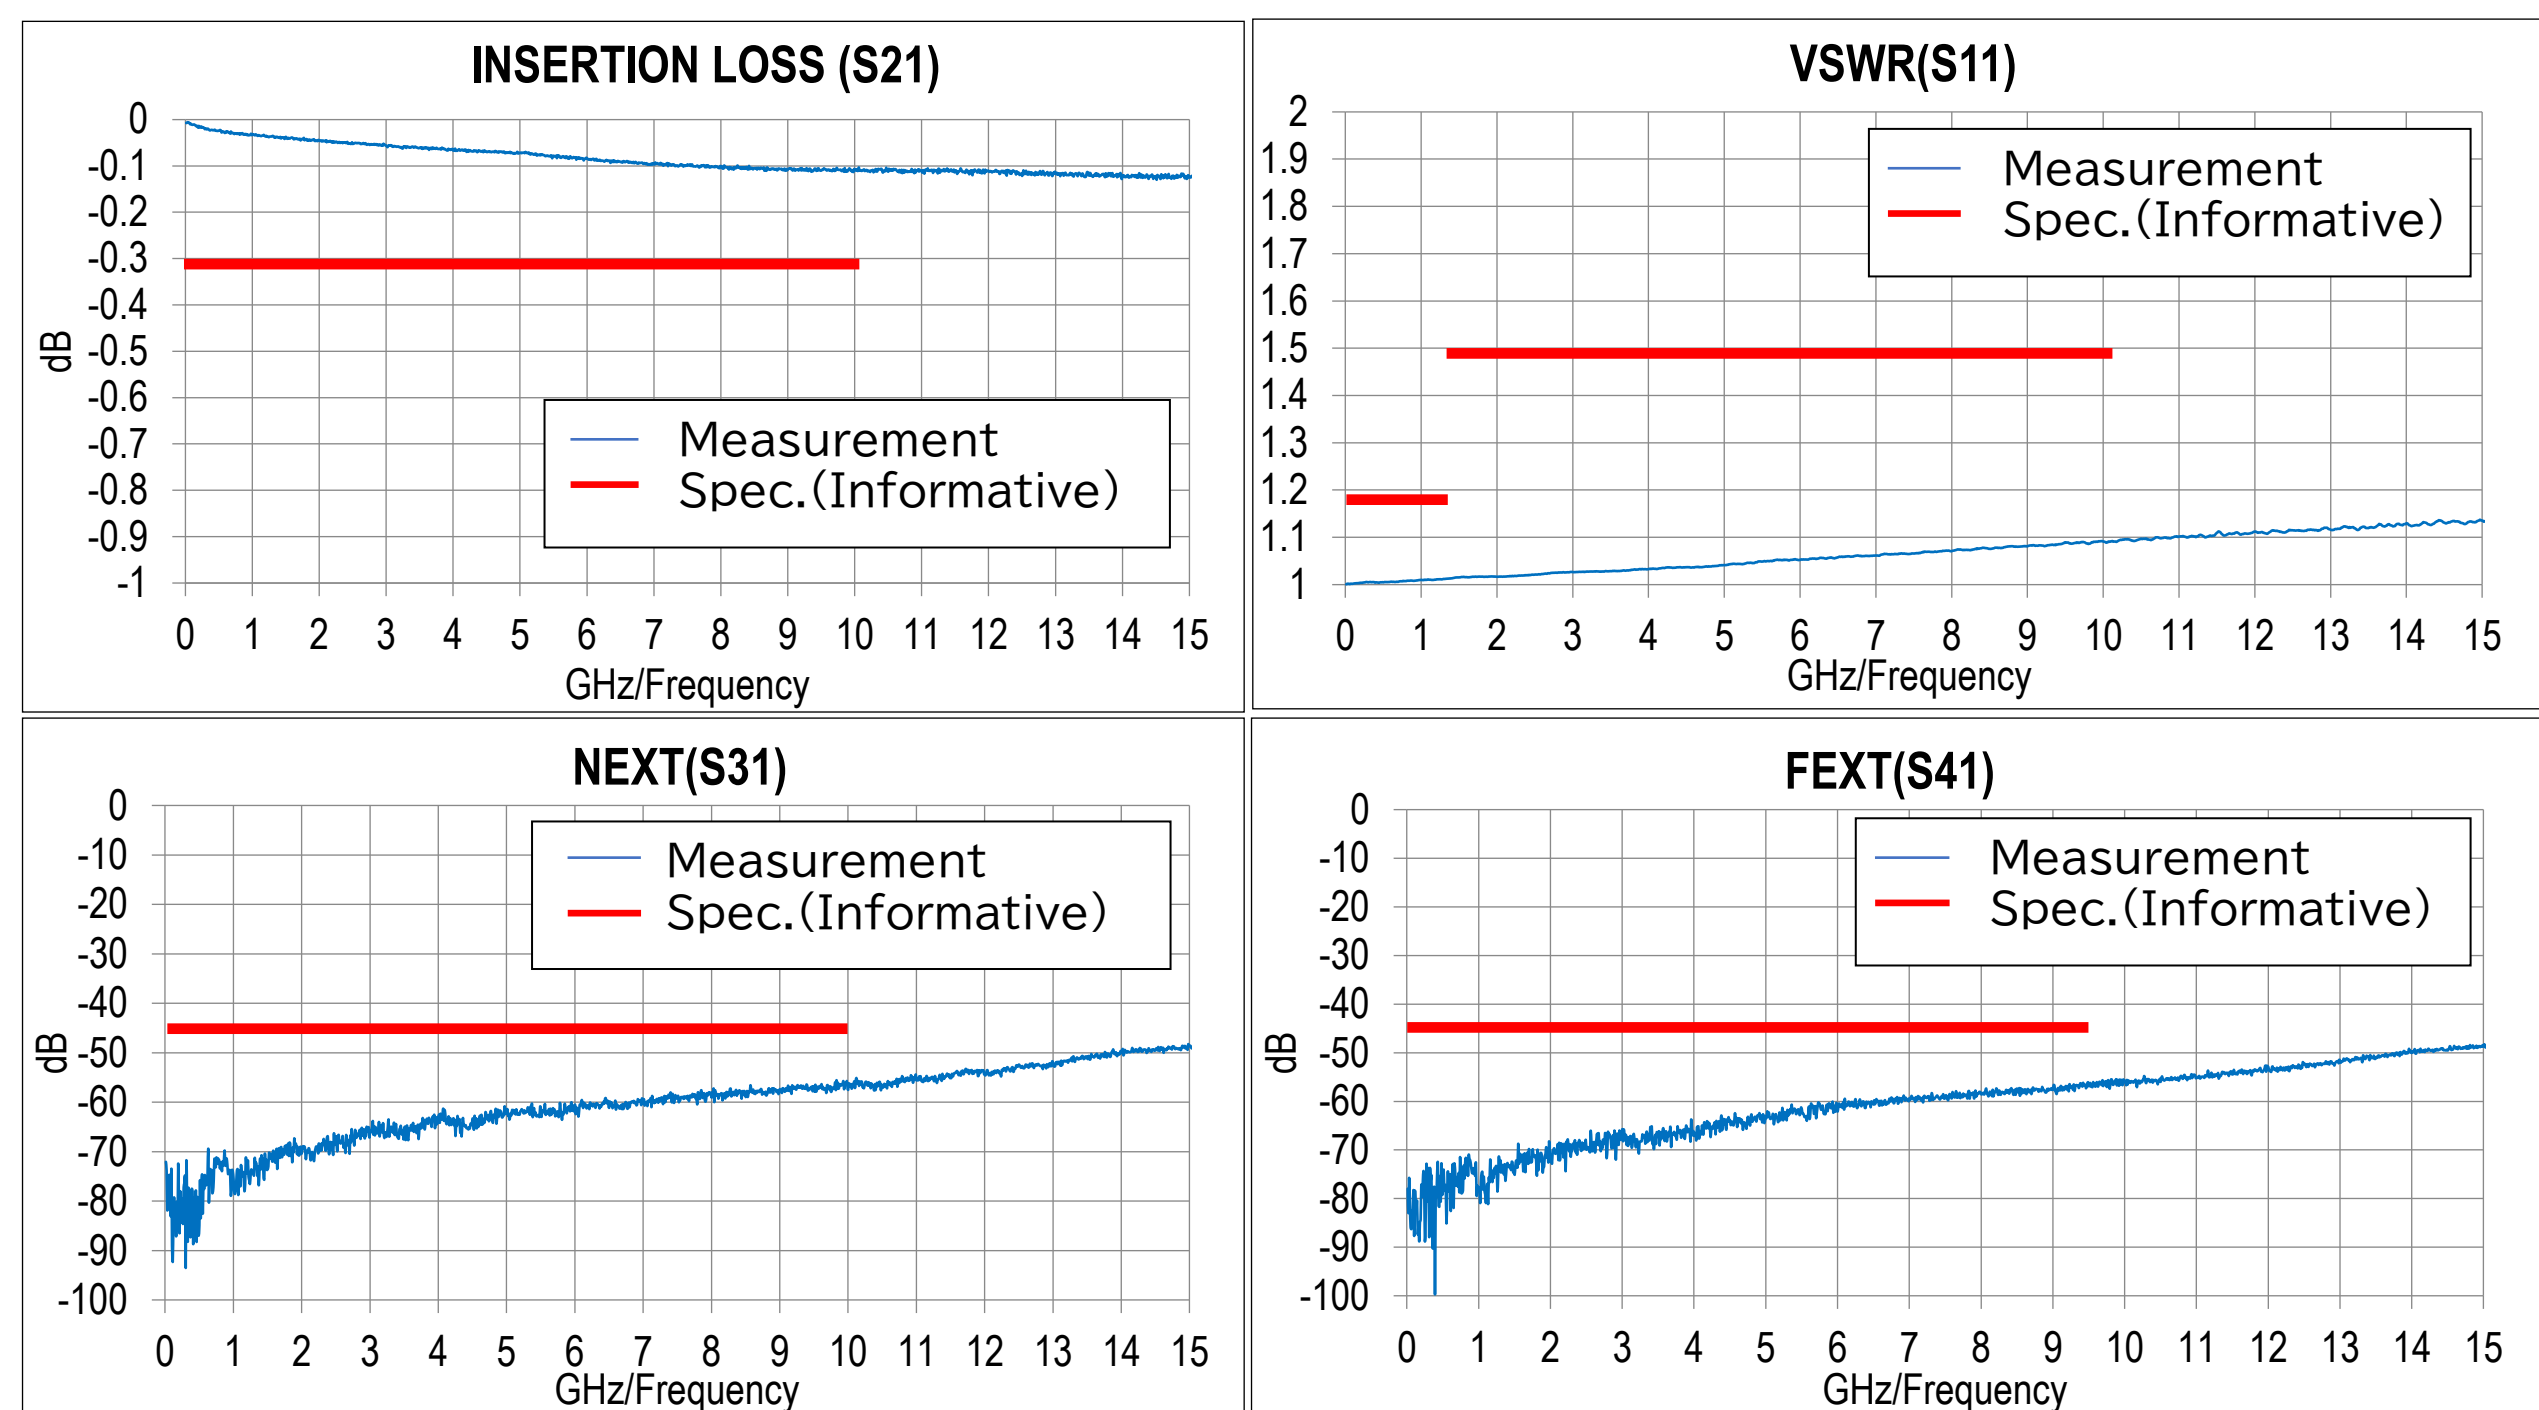 INSERTION LOSS (S21)
0
-0.1
-0.2
-0.3
-0.4
-0.5
-0.6
-0.7
-0.8
-0.9
-1
dB
Measurement
Spec.(Informative)
0 1 2 3 4 5 6 7 8 9 10 11 12 13 14 15
GHz/Frequency
VSWR(S11)
2
1.9
1.8
1.7
1.6
1.5
1.4
1.3
1.2
1.1
1
Measurement
Spec.(Informative)
0 1 2 3 4 5 6 7 8 9 10 11 12 13 14 15
GHz/Frequency
NEXT(S31)
0
-10
-20
-30
-40
-50
-60
-70
-80
-90
-100
dB
Measurement
Spec.(Informative)
0 1 2 3 4 5 6 7 8 9 10 11 12 13 14 15
GHz/Frequency
FEXT(S41)
0
-10
-20
-30
-40
-50
-60
-70
-80
-90
-100
dB
Measurement
Spec.(Informative)
0 1 2 3 4 5 6 7 8 9 10 11 12 13 14 15
GHz/Frequency